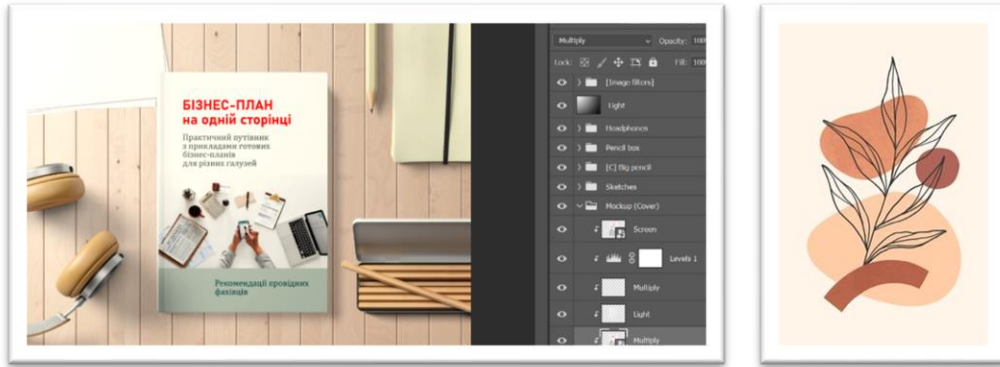 БІЗНЕС-ПЛАН
на одній сторінці
Практичний путівник
з прикладами готових
бізнес-планів
для різних галузей
Рекомендації провідних
фахівців
Multiply
Opacity: 100
Lock:
Fill: 100
[Image filters]
Light
Headphones
Pencil box
[C] Big pencil
Sketches
Mockup (Cover)
Screen
Levels 1
Multiply
Light
Multiply